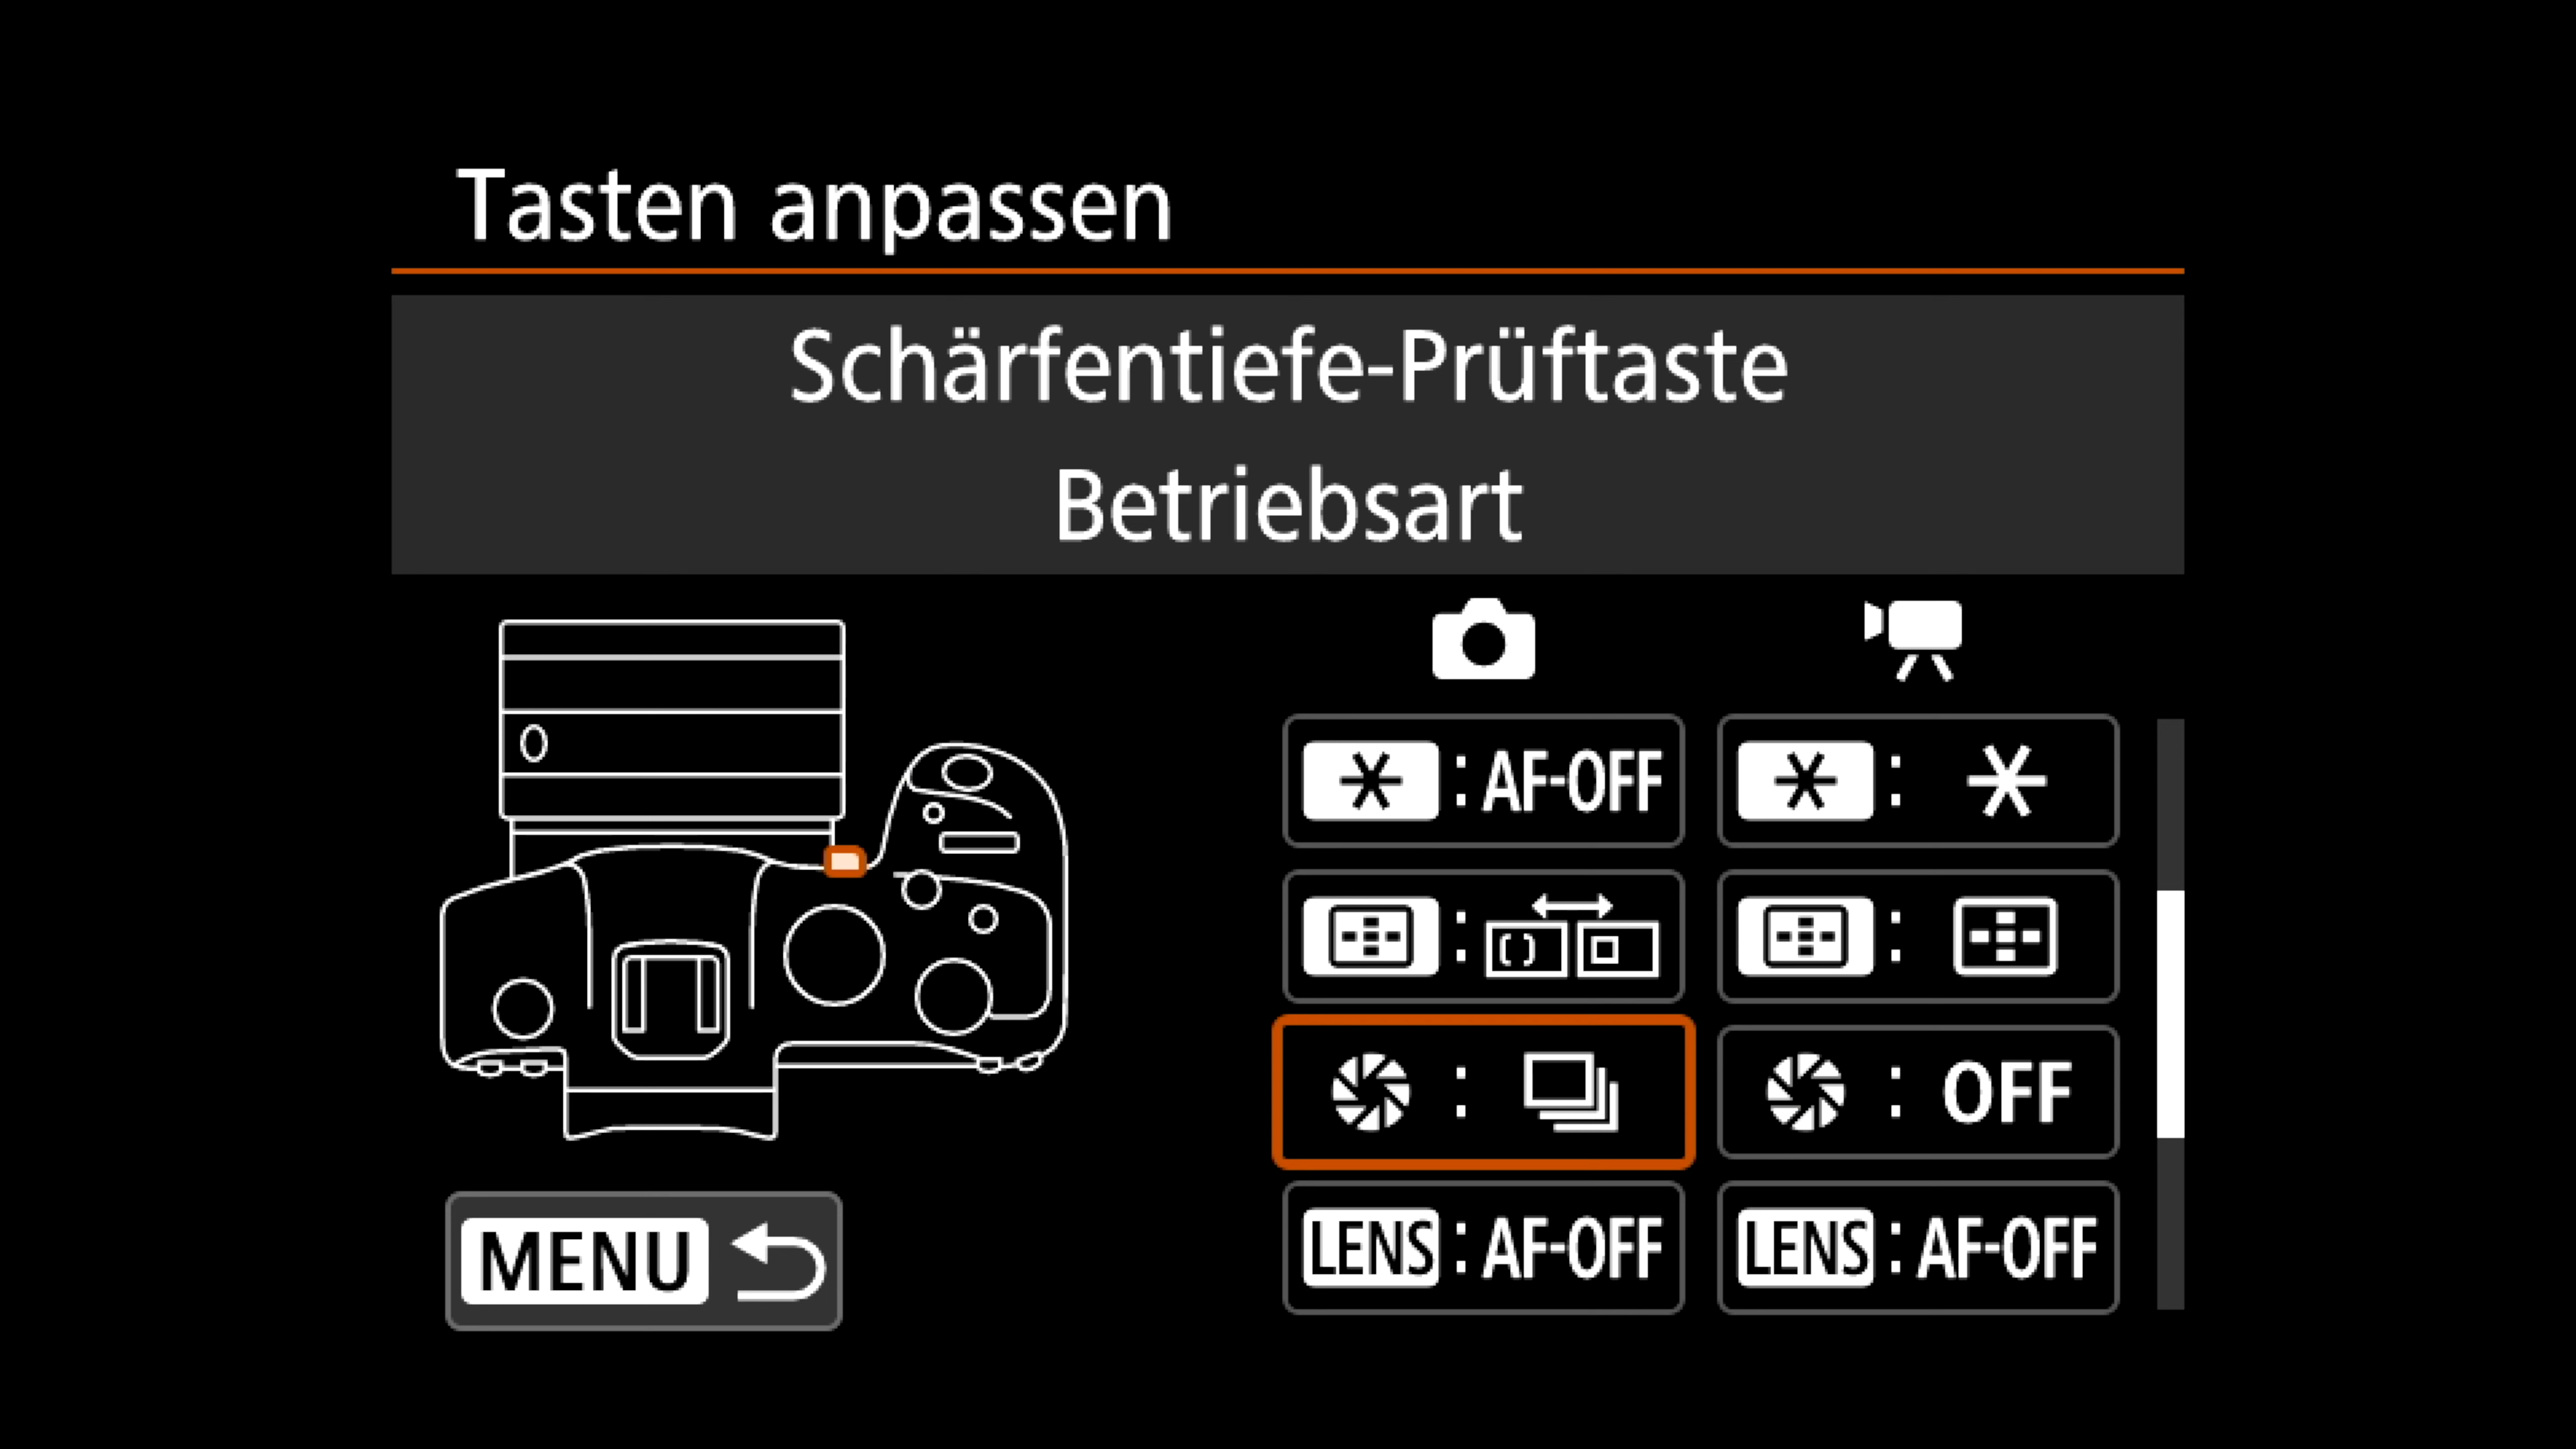 Tasten anpassen
Schärfentiefe-Prüftaste
Betriebsart
: AF-OFF
:
:
:
:
: OFF
LENS : AF-OFF
LENS : AF-OFF
MENU